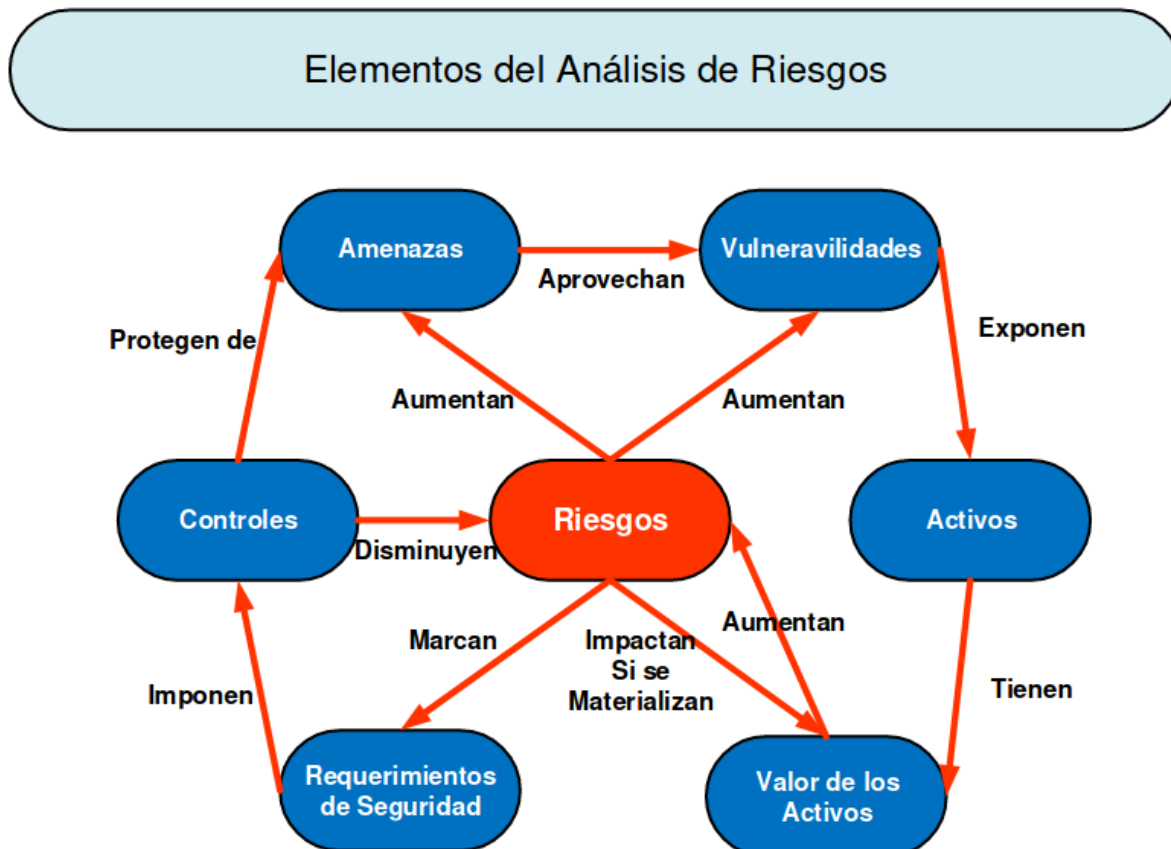 Elementos del Análisis de Riesgos
Amenazas
Aprovechan
Vulneravilidades
Protegen de
Exponen
Aumentan
Aumentan
Controles
Disminuyen
Riesgos
Activos
Marcan
Impactan
Si se
Materializan
Aumentan
Imponen
Tienen
Requerimientos
de Seguridad
Valor de los
Activos